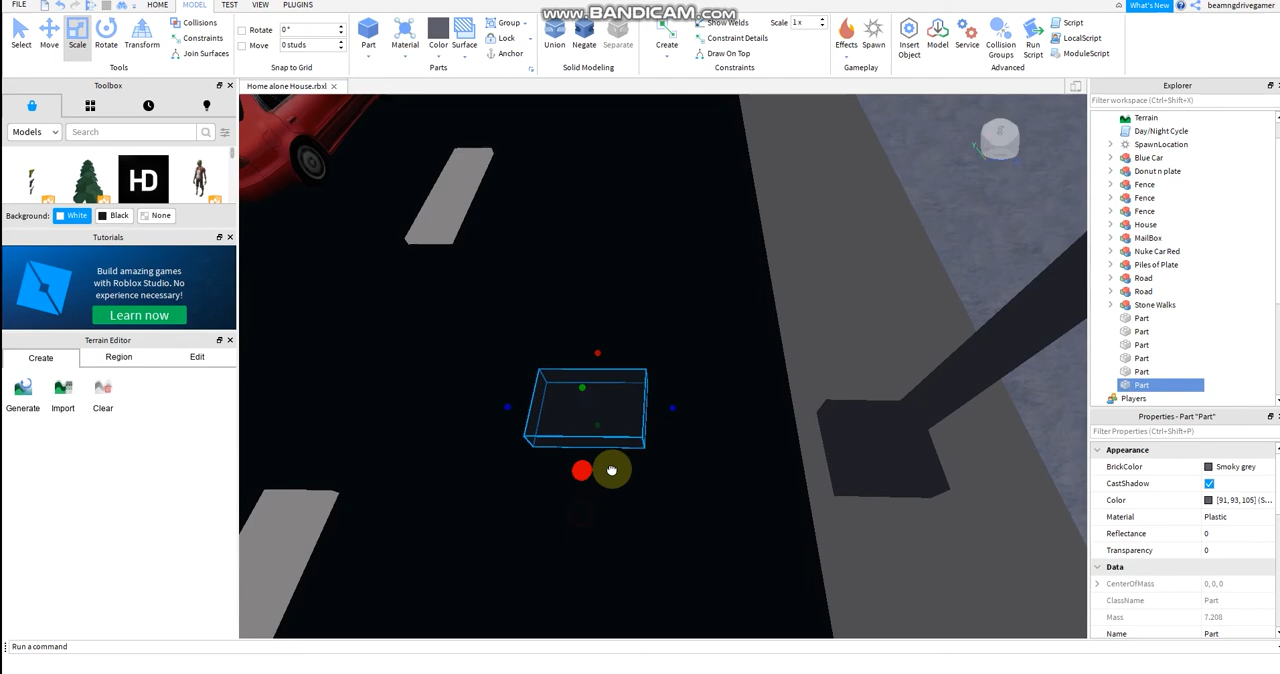 www.BANDICAM.com
FILE HOME MODEL TEST VIEW PLUGINS
What's New beamngdrivegamer
Select Move Scale Rotate Transform
Collisions
Constraints
Join Surfaces
Tools
Rotate 0°
Move 0 studs
Snap to Grid
Part Material Color Surface
Group
Lock
Anchor
Parts
Union Negate Separate
Solid Modeling
Create
Show Welds
Constraint Details
Draw On Top
Scale 1 x
Constraints
Effects Spawn
Gameplay
Insert Object
Model Service
Collision Groups
Run Script
Script
LocalScript
ModuleScript
Advanced
Toolbox
Models Search
HD
Background: White Black None
Tutorials
Build amazing games
with Roblox Studio. No
experience necessary!
Learn now
Terrain Editor
Create Region Edit
Generate Import Clear
Home alone House.rbxl
Explorer
Filter workspace (Ctrl+Shift+X)
Terrain
Day/Night Cycle
SpawnLocation
Blue Car
Donut n plate
Fence
Fence
Fence
House
MailBox
Nuke Car Red
Piles of Plate
Road
Road
Stone Walks
Part
Part
Part
Part
Part
Part
Players
Properties - Part "Part"
Filter Properties (Ctrl+Shift+P)
Appearance
BrickColor Smoky grey
CastShadow
Color [91, 93, 105] (S...
Material Plastic
Reflectance 0
Transparency 0
Data
CenterOfMass 0, 0, 0
ClassName Part
Mass 7.208
Name Part
Run a command